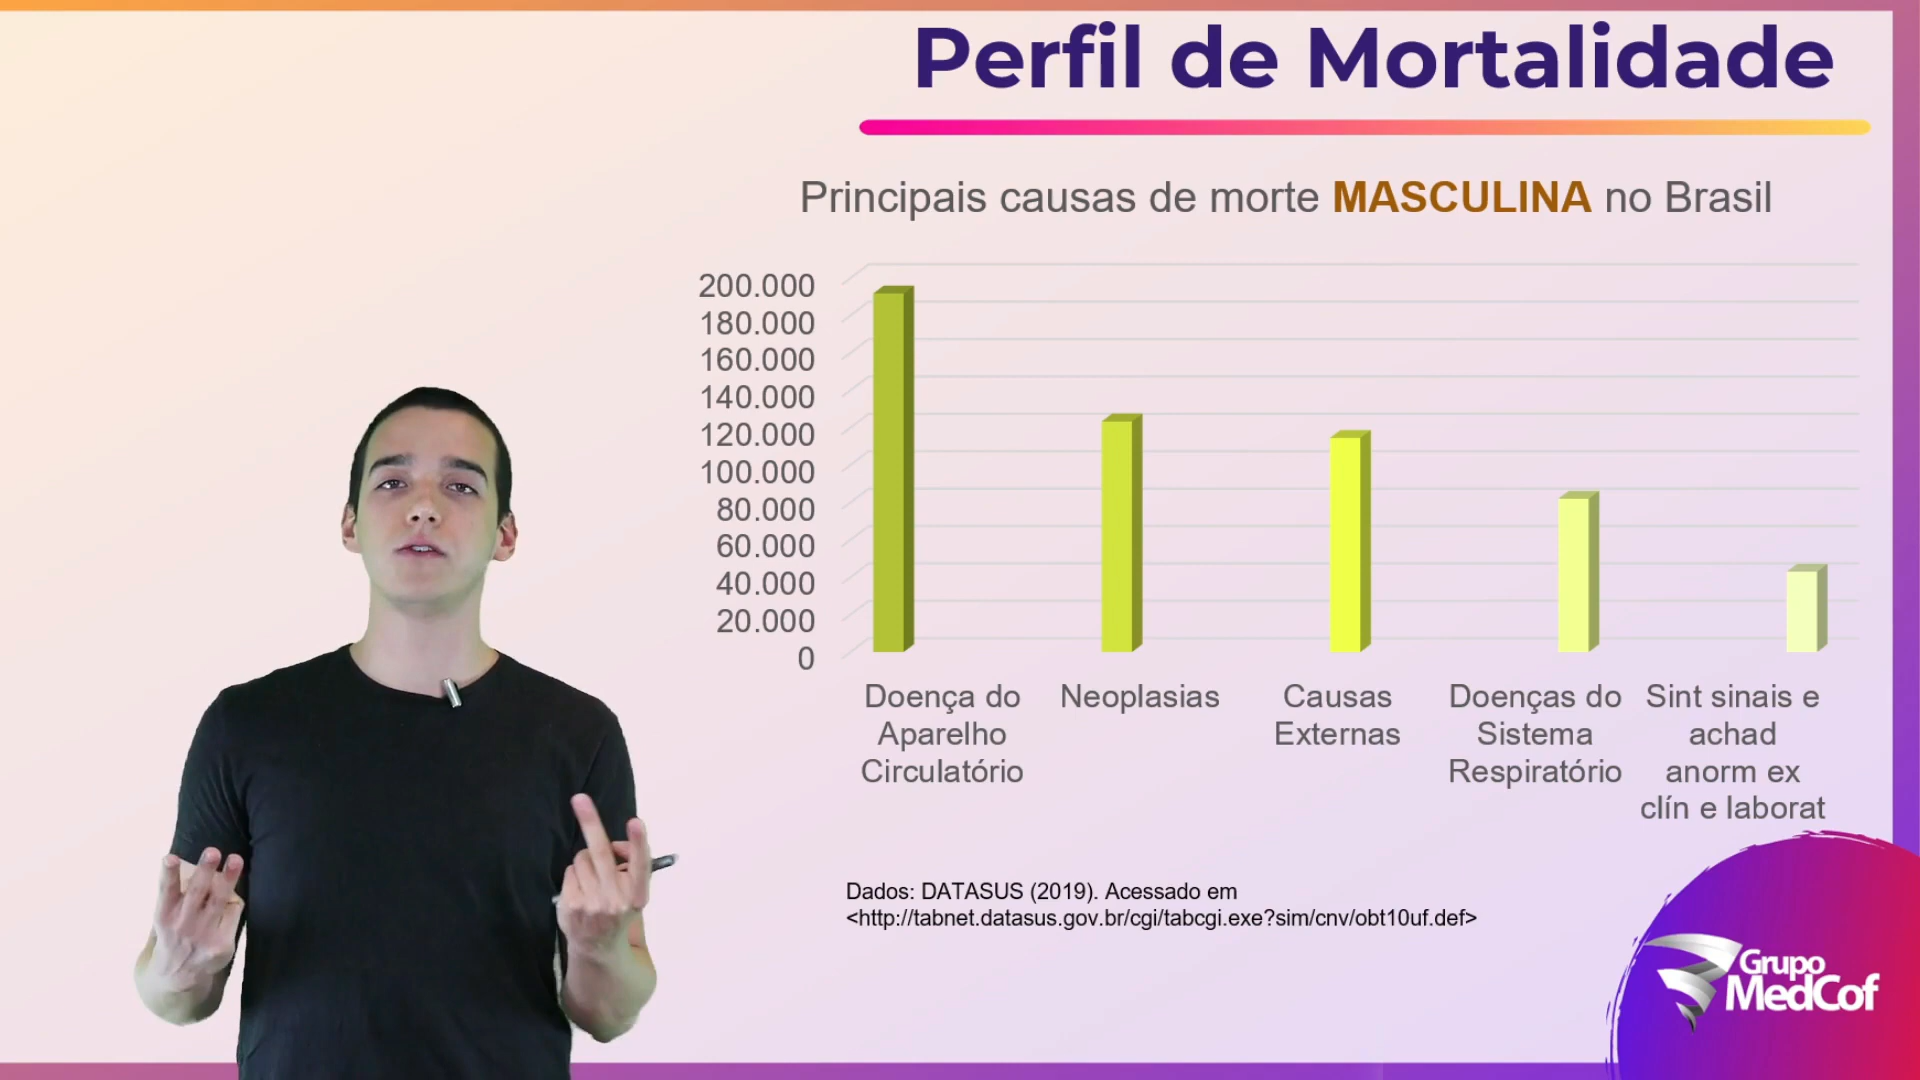 Perfil de Mortalidade
Principais causas de morte MASCULINA no Brasil
200.000
180.000
160.000
140.000
120.000
100.000
80.000
60.000
40.000
20.000
0
Doença do
Aparelho
Circulatório
Neoplasias
Causas
Externas
Doenças do
Sistema
Respiratório
Sint sinais e
achad
anorm ex
clín e laborat
Dados: DATASUS (2019). Acessado em
<http://tabnet.datasus.gov.br/cgi/tabcgi.exe?sim/cnv/obt10uf.def>
Grupo
MedCof